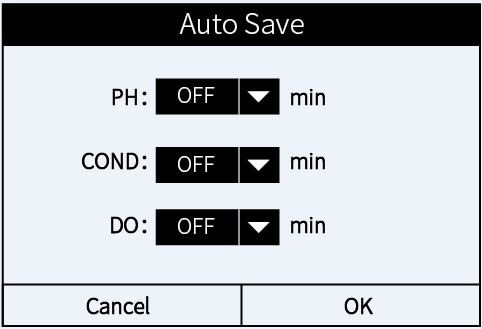 Auto Save
PH: OFF min
COND: OFF min
DO: OFF min
Cancel OK